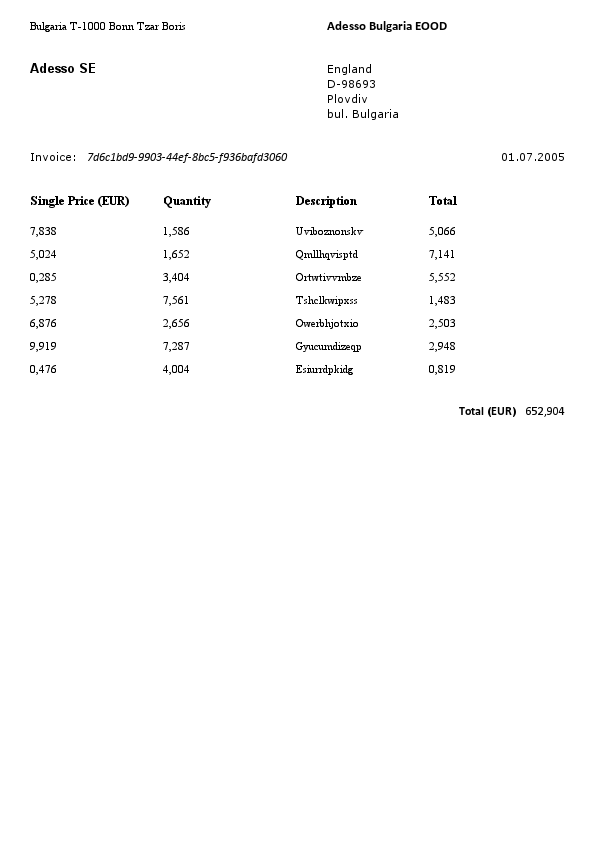 Bulgaria T-1000 Bonn Tzar Boris
Adesso Bulgaria EOOD
Adesso SE
England
D-98693
Plovdiv
bul. Bulgaria
Invoice: 7d6c1bd9-9903-44ef-8bc5-f936bafd3060 01.07.2005
Single Price (EUR) Quantity Description Total
7,838 1,586 Uviboznonskv 5,066
5,024 1,652 Qmllhqvisptd 7,141
0,285 3,404 Ortwtivvmbze 5,552
5,278 7,561 Tshclkwipxss 1,483
6,876 2,656 Owerbhjotxio 2,503
9,919 7,287 Gyucumdizeqp 2,948
0,476 4,004 Esiurrdpkidg 0,819
Total (EUR) 652,904